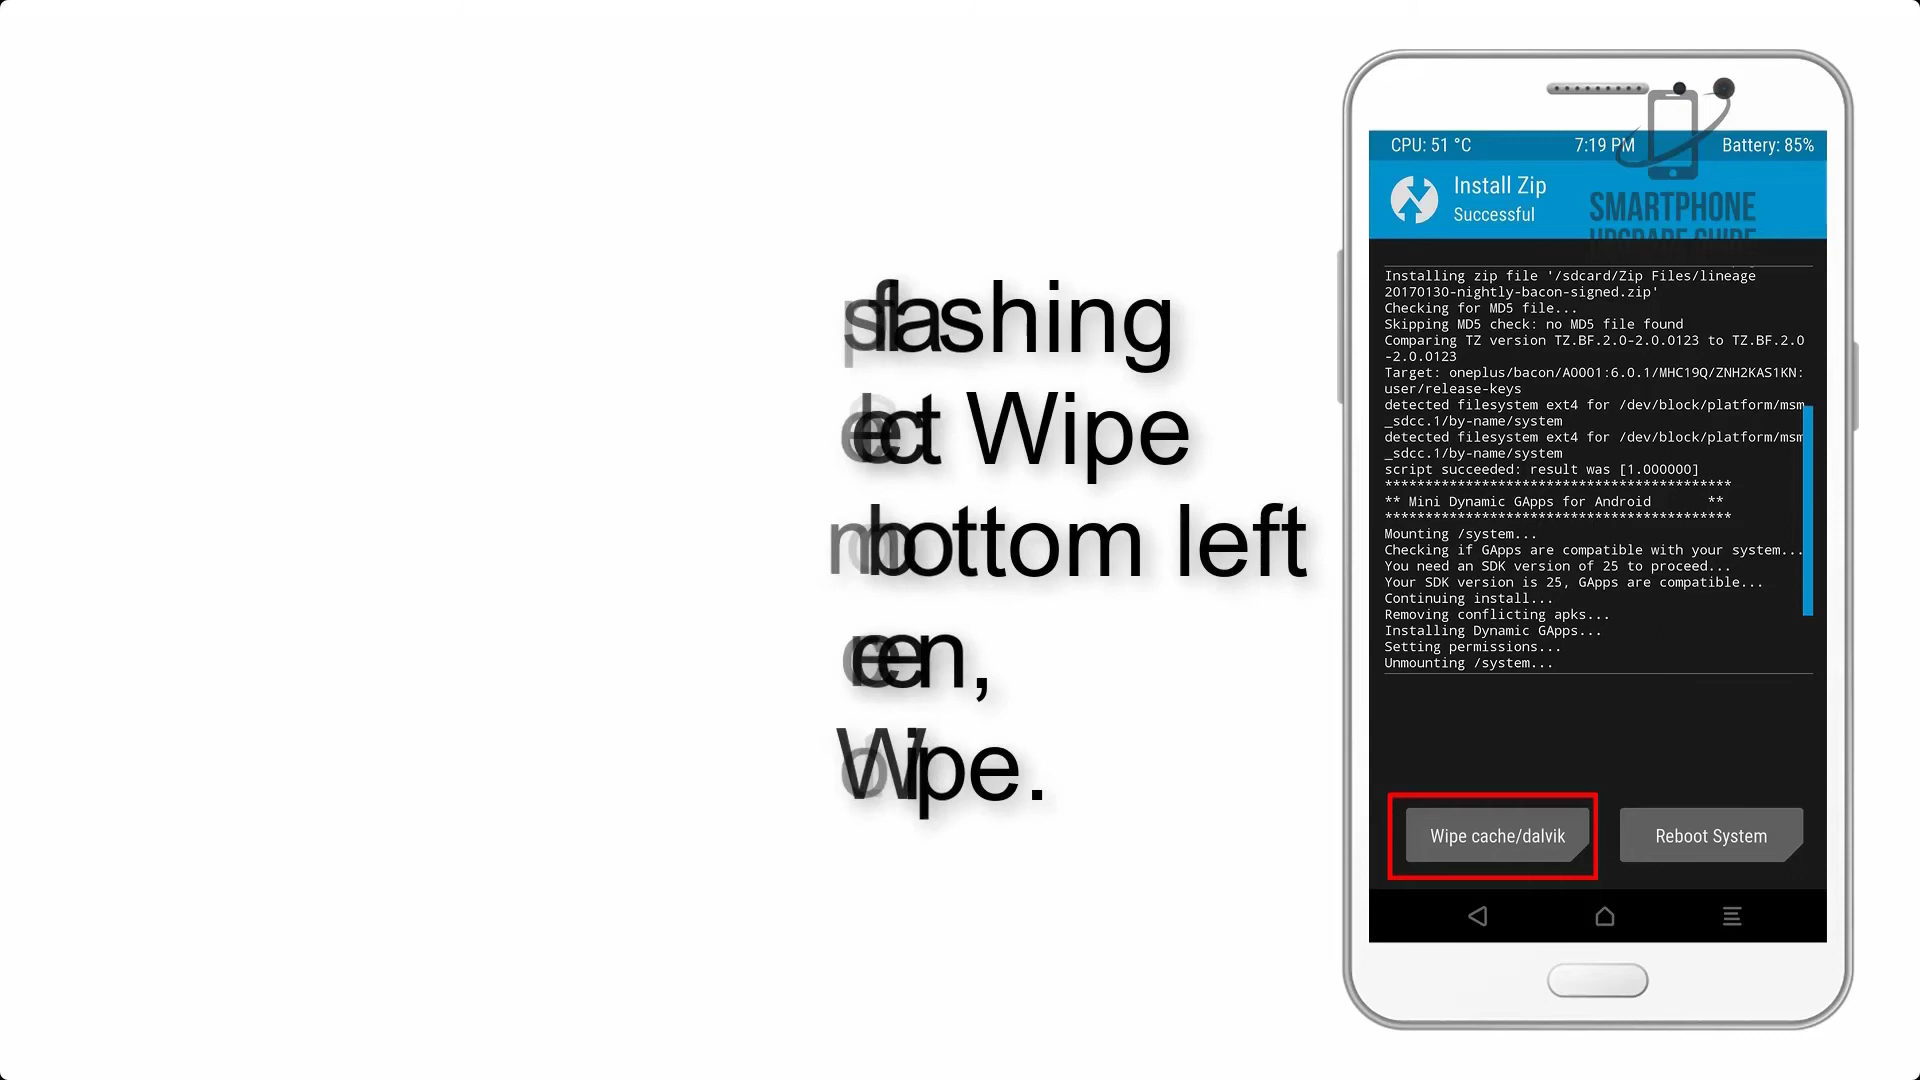 flashing
Wipe
bottom left
Wipe.
CPU: 51 °C 7:19 PM Battery: 85%
Install Zip
Successful
SMARTPHONE
UPGRADE GUIDE
Installing zip file '/sdcard/Zip Files/lineage
20170130-nightly-bacon-signed.zip'
Checking for MD5 file...
Skipping MD5 check: no MD5 file found
Comparing TZ version TZ.BF.2.0-2.0.0123 to TZ.BF.2.0
-2.0.0123
Target: oneplus/bacon/A0001:6.0.1/MHC19Q/ZNH2KAS1KN:
user/release-keys
detected filesystem ext4 for /dev/block/platform/msm
_sdcc.1/by-name/system
detected filesystem ext4 for /dev/block/platform/msm
_sdcc.1/by-name/system
script succeeded: result was [1.000000]
*******************************************
** Mini Dynamic GApps for Android **
*******************************************
Mounting /system...
Checking if GApps are compatible with your system...
You need an SDK version of 25 to proceed...
Your SDK version is 25, GApps are compatible...
Continuing install...
Removing conflicting apks...
Installing Dynamic GApps...
Setting permissions...
Unmounting /system...
Wipe cache/dalvik Reboot System